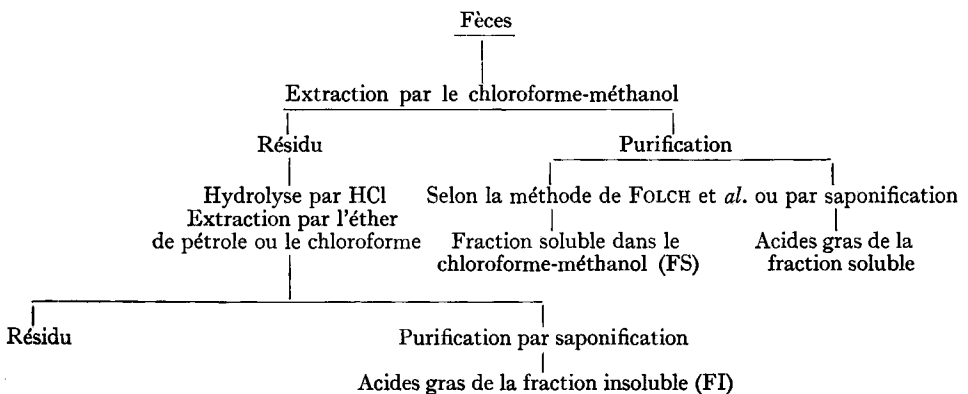 Fèces
Extraction par le chloroforme-méthanol
Résidu
Purification
Hydrolyse par HCl
Extraction par l'éther
de pétrole ou le chloroforme
Selon la méthode de FOLCH et al. ou par saponification
Fraction soluble dans le
chloroforme-méthanol (FS)
Acides gras de la
fraction soluble
Résidu
Purification par saponification
Acides gras de la fraction insoluble (FI)